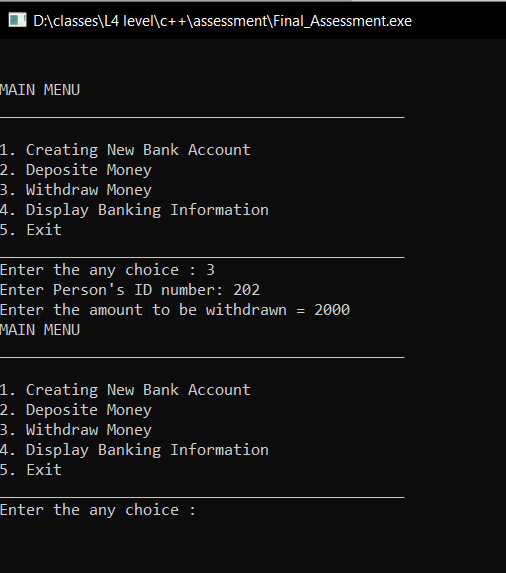 D:\classes\L4 level\c++\assessment\Final_Assessment.exe
MAIN MENU
1. Creating New Bank Account
2. Deposite Money
3. Withdraw Money
4. Display Banking Information
5. Exit
Enter the any choice : 3
Enter Person's ID number: 202
Enter the amount to be withdrawn = 2000
MAIN MENU
1. Creating New Bank Account
2. Deposite Money
3. Withdraw Money
4. Display Banking Information
5. Exit
Enter the any choice :